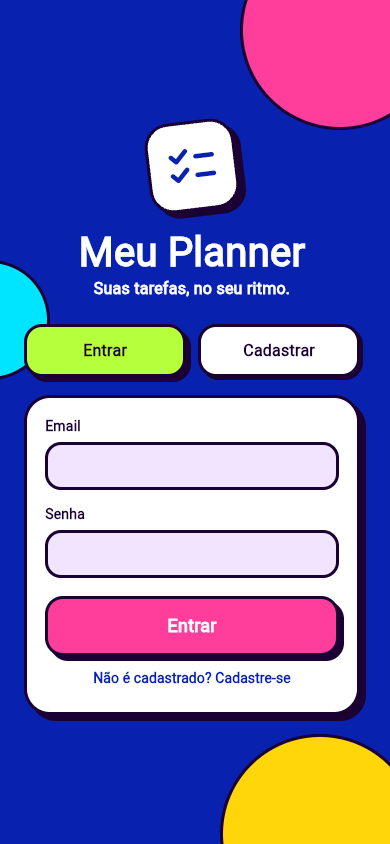 Meu Planner
Suas tarefas, no seu ritmo.
Entrar
Cadastrar
Email
Senha
Entrar
Não é cadastrado? Cadastre-se